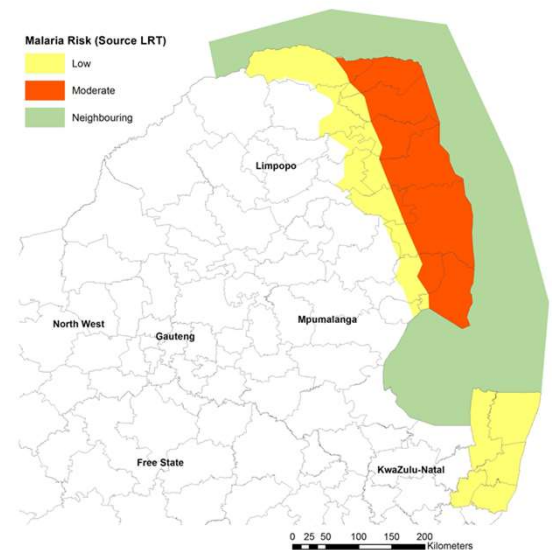 Malaria Risk (Source LRT)
Low
Moderate
Neighbouring
Limpopo
North West
Gauteng
Mpumalanga
Free State
KwaZulu-Natal
0 25 50 100 150 200
Kilometers